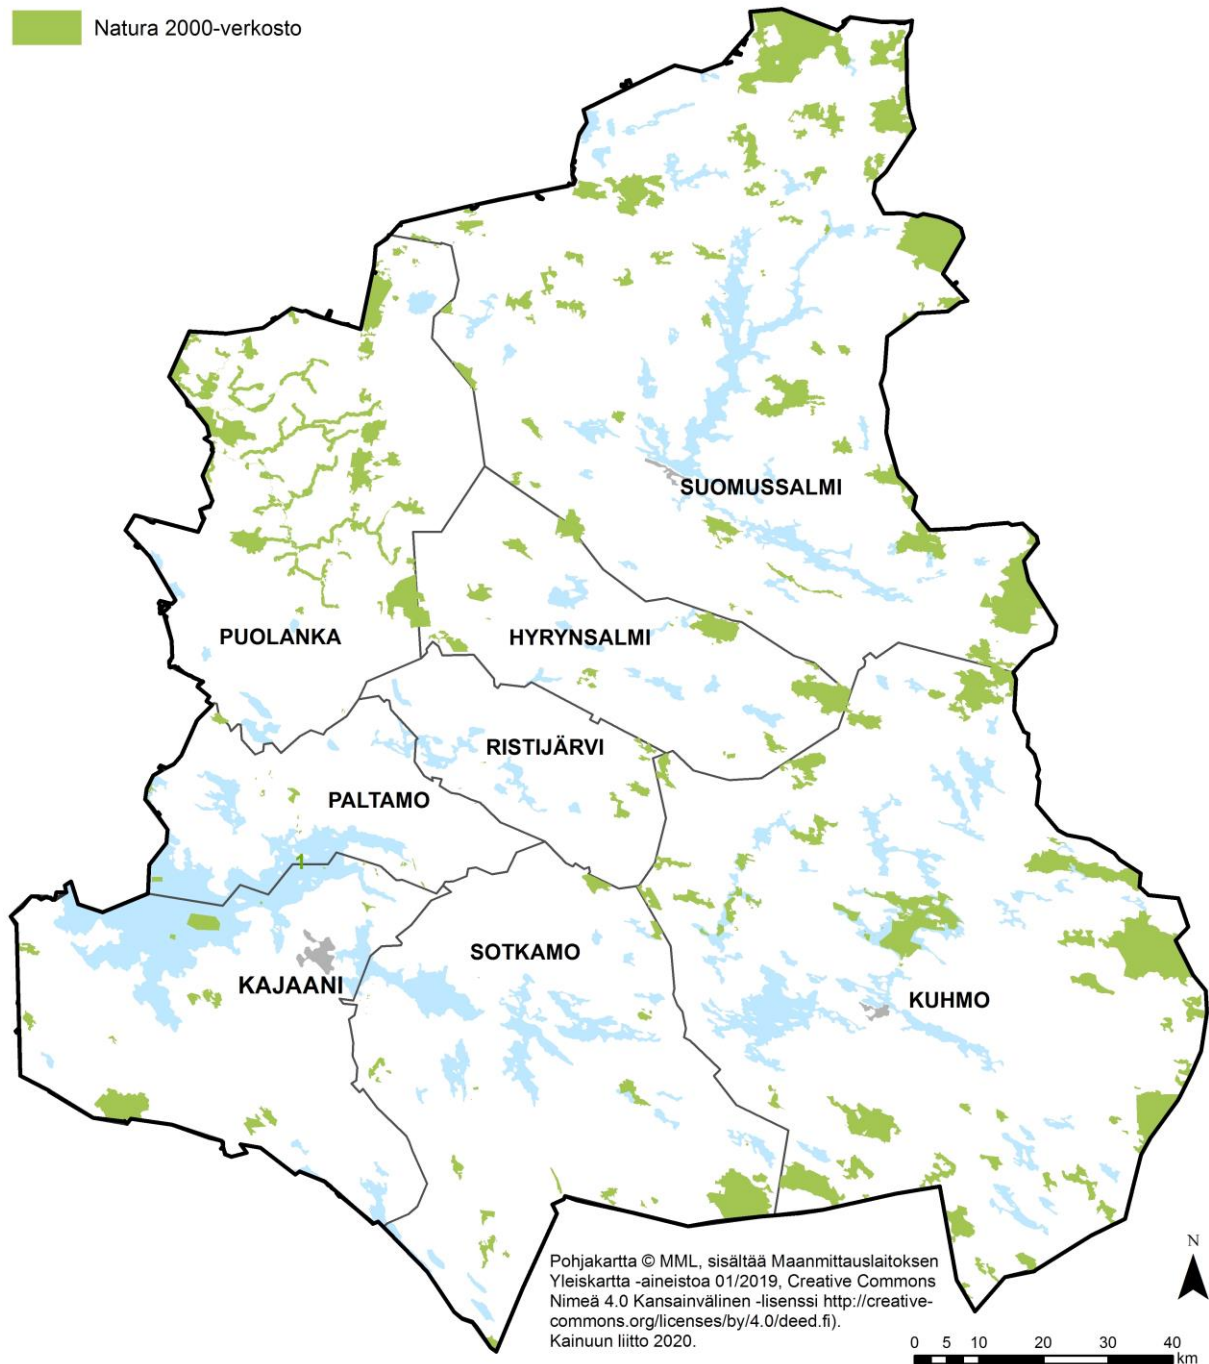 Natura 2000-verkosto
SUOMUSSALMI
PUOLANKA
HYRYNSALMI
RISTIJÄRVI
PALTAMO
1
SOTKAMO
KAJAANI
KUHMO
Pohjakartta © MML, sisältää Maanmittauslaitoksen
Yleiskartta -aineistoa 01/2019, Creative Commons
Nimeä 4.0 Kansainvälinen -lisenssi http://creative-
commons.org/licenses/by/4.0/deed.fi).
Kainuun liitto 2020.
N
0 5 10 20 30 40
km